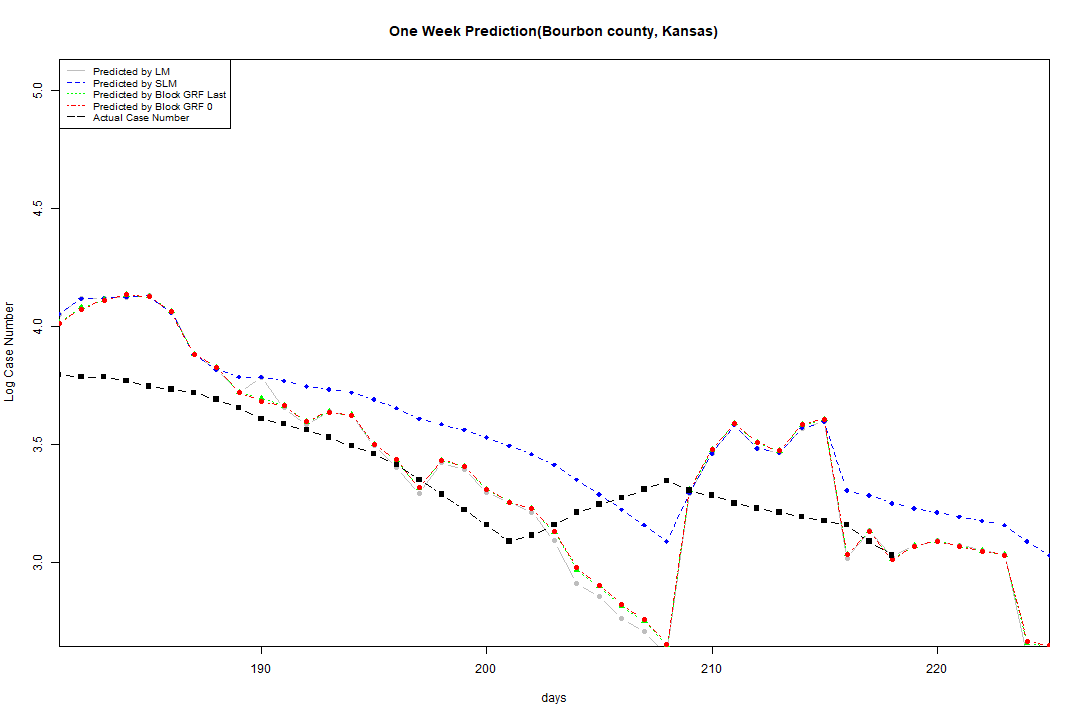 One Week Prediction(Bourbon county, Kansas)
Predicted by LM
Predicted by SLM
Predicted by Block GRF Last
Predicted by Block GRF 0
Actual Case Number
5.0
4.5
4.0
3.5
3.0
Log Case Number
190 200 210 220
days